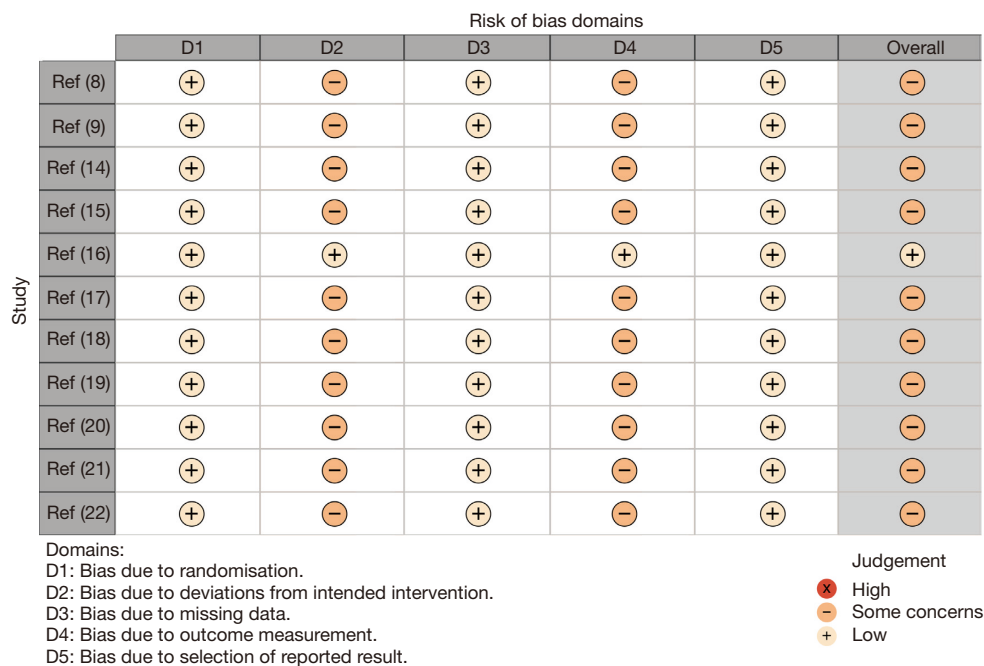 Risk of bias domains
D1 D2 D3 D4 D5 Overall
Study
Ref (8) + − + − + −
Ref (9) + − + − + −
Ref (14) + − + − + −
Ref (15) + − + − + −
Ref (16) + + + + + +
Ref (17) + − + − + −
Ref (18) + − + − + −
Ref (19) + − + − + −
Ref (20) + − + − + −
Ref (21) + − + − + −
Ref (22) + − + − + −
Domains:
D1: Bias due to randomisation.
D2: Bias due to deviations from intended intervention.
D3: Bias due to missing data.
D4: Bias due to outcome measurement.
D5: Bias due to selection of reported result.
Judgement
X High
− Some concerns
+ Low